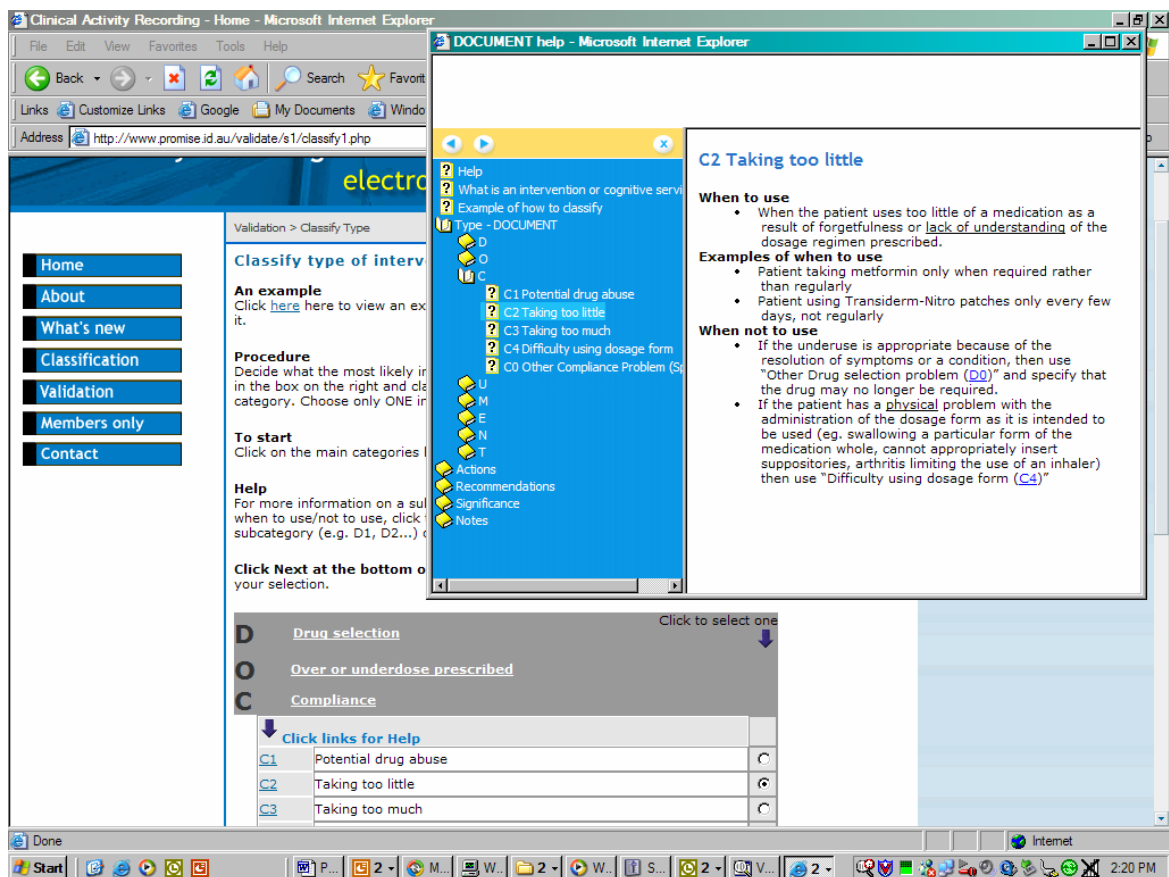 Clinical Activity Recording - Home - Microsoft Internet Explorer
File Edit View Favorites Tools Help
Back Search Favorit
Links Customize Links Google My Documents Windo
Address http://www.promise.id.au/validate/s1/classify1.php
electro
Validation > Classify Type
Home
About
What's new
Classification
Validation
Members only
Contact
Classify type of interv
An example
Click here here to view an ex
it.
Procedure
Decide what the most likely in
in the box on the right and cla
category. Choose only ONE in
To start
Click on the main categories l
Help
For more information on a sul
when to use/not to use, click
subcategory (e.g. D1, D2...) c
Click Next at the bottom o
your selection.
Click to select one
D Drug selection
O Over or underdose prescribed
C Compliance
Click links for Help
C1 Potential drug abuse
C2 Taking too little
C3 Taking too much
DOCUMENT help - Microsoft Internet Explorer
Help
What is an intervention or cognitive servi
Example of how to classify
Type - DOCUMENT
D
O
C
C1 Potential drug abuse
C2 Taking too little
C3 Taking too much
C4 Difficulty using dosage form
C0 Other Compliance Problem (Sp
U
M
E
N
T
Actions
Recommendations
Significance
Notes
C2 Taking too little
When to use
• When the patient uses too little of a medication as a
result of forgetfulness or lack of understanding of the
dosage regimen prescribed.
Examples of when to use
• Patient taking metformin only when required rather
than regularly
• Patient using Transiderm-Nitro patches only every few
days, not regularly
When not to use
• If the underuse is appropriate because of the
resolution of symptoms or a condition, then use
"Other Drug selection problem (D0)" and specify that
the drug may no longer be required.
• If the patient has a physical problem with the
administration of the dosage form as it is intended to
be used (eg. swallowing a particular form of the
medication whole, cannot appropriately insert
suppositories, arthritis limiting the use of an inhaler)
then use "Difficulty using dosage form (C4)"
Done Internet
Start P... 2 M... W... 2 W... S... 2 V... 2 2:20 PM